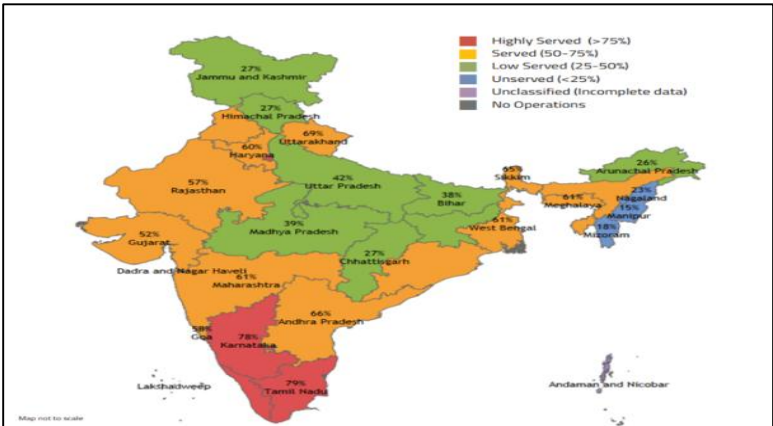 Highly Served (>75%)
Served (50-75%)
Low Served (25-50%)
Unserved (<25%)
Unclassified (Incomplete data)
No Operations
27%
Jammu and Kashmir
27%
Himachal Pradesh
69%
Uttarakhand
60%
Haryana
57%
Rajasthan
42%
Uttar Pradesh
65%
Sikkim
26%
Arunachal Pradesh
38%
Bihar
23%
Nagaland
61%
Meghalaya
15%
Manipur
18%
Mizoram
52%
Gujarat
39%
Madhya Pradesh
61%
West Bengal
27%
Chhattisgarh
Dadra and Nagar Haveli
61%
Maharashtra
66%
Andhra Pradesh
58%
Goa
78%
Karnataka
79%
Tamil Nadu
Lakshadweep
Andaman and Nicobar
Map not to scale